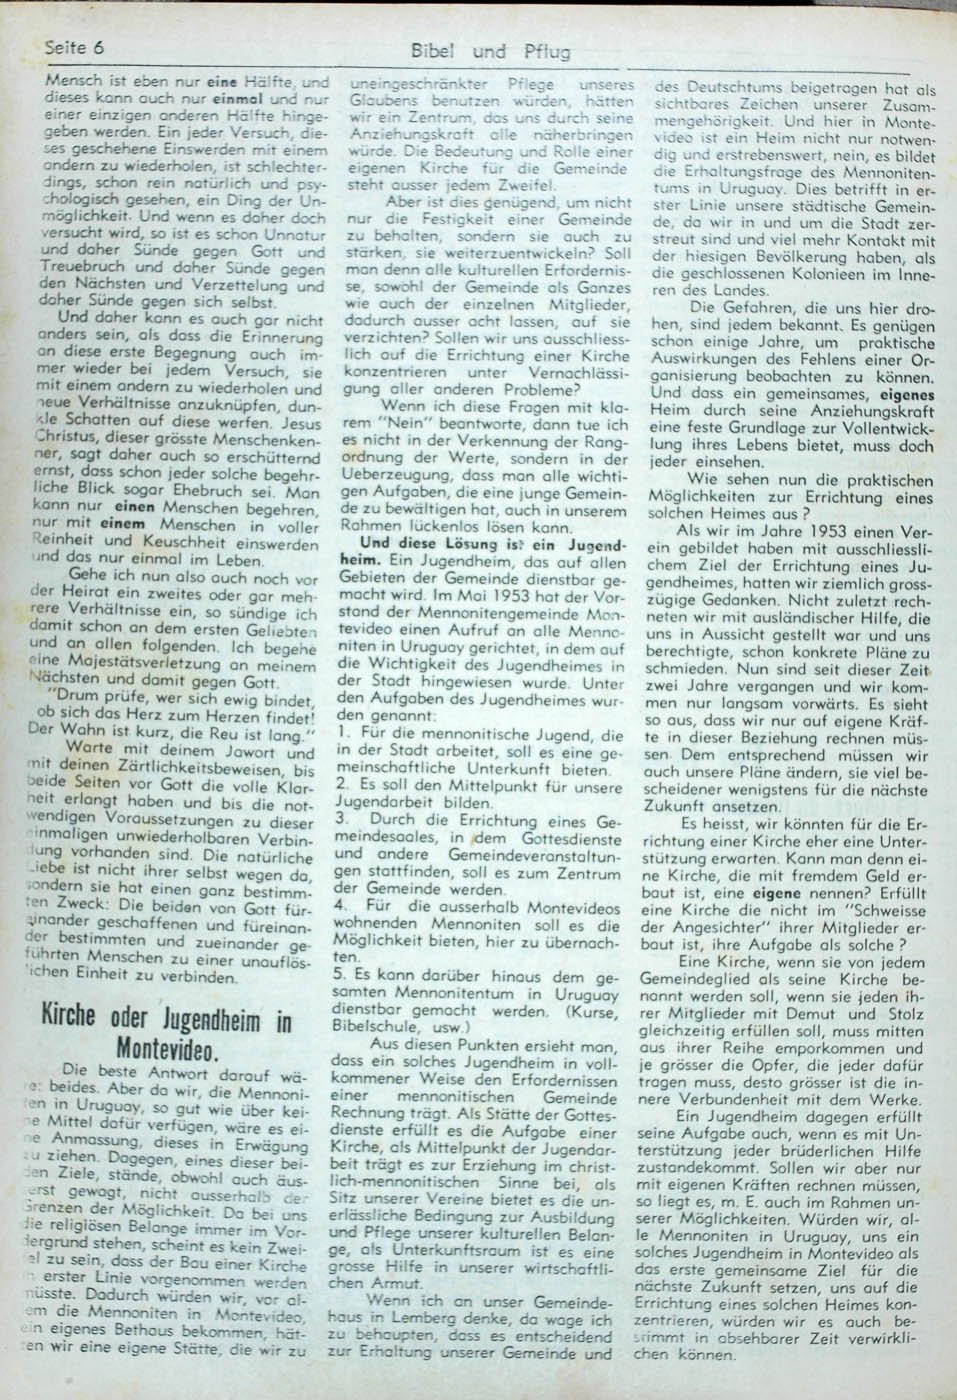 Seite 6
Bibel und Pflug
Mensch ist eben nur eine Hälfte, und
dieses kann auch nur einmal und nur
einer einzigen anderen Hälfte hinge-
geben werden. Ein jeder Versuch, die-
ses geschehene Einswerden mit einem
andern zu wiederholen, ist schlechter-
dings, schon rein natürlich und psy-
chologisch gesehen, ein Ding der Un-
möglichkeit. Und wenn es daher doch
versucht wird, so ist es schon Unnatur
und daher Sünde gegen Gott und
Treuebruch und daher Sünde gegen
den Nächsten und Verzettelung und
daher Sünde gegen sich selbst.
Und daher kann es auch gar nicht
anders sein, als dass die Erinnerung
an diese erste Begegnung auch im-
mer wieder bei jedem Versuch, sie
mit einem andern zu wiederholen und
neue Verhältnisse anzuknüpfen, dun-
kle Schatten auf diese werfen. Jesus
Christus, dieser grösste Menschenken-
ner, sagt daher auch so erschütternd
ernst, dass schon jeder solche begehr-
liche Blick sogar Ehebruch sei. Man
kann nur einen Menschen begehren,
nur mit einem Menschen in voller
Reinheit und Keuschheit einswerden
und das nur einmal im Leben.
Gehe ich nun also auch noch vor
der Heirat ein zweites oder gar meh-
rere Verhältnisse ein, so sündige ich
damit schon an dem ersten Geliebten
und an allen folgenden. Ich begehe
eine Majestätsverletzung an meinem
Nächsten und damit gegen Gott.
"Drum prüfe, wer sich ewig bindet,
ob sich das Herz zum Herzen findet!
Der Wahn ist kurz, die Reu ist lang."
Warte mit deinem Jawort und
mit deinen Zärtlichkeitsbeweisen, bis
beide Seiten vor Gott die volle Klar-
heit erlangt haben und bis die not-
wendigen Voraussetzungen zu dieser
einmaligen unwiederholbaren Verbin-
dung vorhanden sind. Die natürliche
Liebe ist nicht ihrer selbst wegen da,
sondern sie hat einen ganz bestimm-
ten Zweck: Die beiden von Gott für-
einander geschaffenen und füreinan-
der bestimmten und zueinander ge-
führten Menschen zu einer unauflös-
lichen Einheit zu verbinden.
Kirche oder Jugendheim in
Montevideo.
Die beste Antwort darauf wä-
re: beides. Aber da wir, die Mennoni-
ten in Uruguay, so gut wie über kei-
ne Mittel dafür verfügen, wäre es ei-
ne Anmassung, dieses in Erwägung
zu ziehen. Dagegen, eines dieser bei-
den Ziele, stände, obwohl auch äus-
erst gewagt, nicht ausserhalb der
Grenzen der Möglichkeit. Da bei uns
die religiösen Belange immer im Vor-
dergrund stehen, scheint es kein Zwei-
fel zu sein, dass der Bau einer Kirche
in erster Linie vorgenommen werden
müsste. Dadurch würden wir, vor al-
em die Mennoniten in Montevideo,
ein eigenes Bethaus bekommen, hät-
ten wir eine eigene Stätte, die wir zu
uneingeschränkter Pflege unseres
Glaubens benutzen würden, hätten
wir ein Zentrum, das uns durch seine
Anziehungskraft alle näherbringen
würde. Die Bedeutung und Rolle einer
eigenen Kirche für die Gemeinde
steht ausser jedem Zweifel.
Aber ist dies genügend, um nicht
nur die Festigkeit einer Gemeinde
zu behalten, sondern sie auch zu
stärken, sie weiterzuentwickeln? Soll
man denn alle kulturellen Erfordernis-
se, sowohl der Gemeinde als Ganzes
wie auch der einzelnen Mitglieder,
dadurch ausser acht lassen, auf sie
verzichten? Sollen wir uns ausschliess-
lich auf die Errichtung einer Kirche
konzentrieren unter Vernachlässi-
gung aller anderen Probleme?
Wenn ich diese Fragen mit kla-
rem "Nein" beantworte, dann tue ich
es nicht in der Verkennung der Rang-
ordnung der Werte, sondern in der
Ueberzeugung, dass man alle wichti-
gen Aufgaben, die eine junge Gemein-
de zu bewältigen hat, auch in unserem
Rahmen lückenlos lösen kann.
Und diese Lösung ist ein Jugend-
heim. Ein Jugendheim, das auf allen
Gebieten der Gemeinde dienstbar ge-
macht wird. Im Mai 1953 hat der Vor-
stand der Mennonitengemeinde Mon-
tevideo einen Aufruf an alle Menno-
niten in Uruguay gerichtet, in dem auf
die Wichtigkeit des Jugendheimes in
der Stadt hingewiesen wurde. Unter
den Aufgaben des Jugendheimes wur-
den genannt:
1. Für die mennonitische Jugend, die
in der Stadt arbeitet, soll es eine ge-
meinschaftliche Unterkunft bieten.
2. Es soll den Mittelpunkt für unsere
Jugendarbeit bilden.
3. Durch die Errichtung eines Ge-
meindesaales, in dem Gottesdienste
und andere Gemeindeveranstaltun-
gen stattfinden, soll es zum Zentrum
der Gemeinde werden.
4. Für die ausserhalb Montevideos
wohnenden Mennoniten soll es die
Möglichkeit bieten, hier zu übernach-
ten.
5. Es kann darüber hinaus dem ge-
samten Mennonitentum in Uruguay
dienstbar gemacht werden. (Kurse,
Bibelschule, usw.)
Aus diesen Punkten ersieht man,
dass ein solches Jugendheim in voll-
kommener Weise den Erfordernissen
einer mennonitischen Gemeinde
Rechnung trägt. Als Stätte der Gottes-
dienste erfüllt es die Aufgabe einer
Kirche, als Mittelpunkt der Jugendar-
beit trägt es zur Erziehung im christ-
lich-mennonitischen Sinne bei, als
Sitz unserer Vereine bietet es die un-
erlässliche Bedingung zur Ausbildung
und Pflege unserer kulturellen Belan-
ge, als Unterkunftsraum ist es eine
grosse Hilfe in unserer wirtschaftli-
chen Armut.
Wenn ich an unser Gemeinde-
haus in Lemberg denke, da wage ich
zu behaupten, dass es entscheidend
zur Erhaltung unserer Gemeinde und
des Deutschtums beigetragen hat als
sichtbares Zeichen unserer Zusam-
mengehörigkeit. Und hier in Monte-
video ist ein Heim nicht nur notwen-
dig und erstrebenswert, nein, es bildet
die Erhaltungsfrage des Mennoniten-
tums in Uruguay. Dies betrifft in er-
ster Linie unsere städtische Gemein-
de, da wir in und um die Stadt zer-
streut sind und viel mehr Kontakt mit
der hiesigen Bevölkerung haben, als
die geschlossenen Kolonieen im Inne-
ren des Landes.
Die Gefahren, die uns hier dro-
hen, sind jedem bekannt. Es genügen
schon einige Jahre, um praktische
Auswirkungen des Fehlens einer Or-
ganisierung beobachten zu können.
Und dass ein gemeinsames, eigenes
Heim durch seine Anziehungskraft
eine feste Grundlage zur Vollentwick-
lung ihres Lebens bietet, muss doch
jeder einsehen.
Wie sehen nun die praktischen
Möglichkeiten zur Errichtung eines
solchen Heimes aus ?
Als wir im Jahre 1953 einen Ver-
ein gebildet haben mit ausschliessli-
chem Ziel der Errichtung eines Ju-
gendheimes, hatten wir ziemlich gross-
zügige Gedanken. Nicht zuletzt rech-
neten wir mit ausländischer Hilfe, die
uns in Aussicht gestellt war und uns
berechtigte, schon konkrete Pläne zu
schmieden. Nun sind seit dieser Zeit
zwei Jahre vergangen und wir kom-
men nur langsam vorwärts. Es sieht
so aus, dass wir nur auf eigene Kräf-
te in dieser Beziehung rechnen müs-
sen. Dem entsprechend müssen wir
auch unsere Pläne ändern, sie viel be-
scheidener wenigstens für die nächste
Zukunft ansetzen.
Es heisst, wir könnten für die Er-
richtung einer Kirche eher eine Unter-
stützung erwarten. Kann man denn ei-
ne Kirche, die mit fremdem Geld er-
baut ist, eine eigene nennen? Erfüllt
eine Kirche die nicht im "Schweisse
der Angesichter" ihrer Mitglieder er-
baut ist, ihre Aufgabe als solche ?
Eine Kirche, wenn sie von jedem
Gemeindeglied als seine Kirche be-
nannt werden soll, wenn sie jeden ih-
rer Mitglieder mit Demut und Stolz
gleichzeitig erfüllen soll, muss mitten
aus ihrer Reihe emporkommen und
je grösser die Opfer, die jeder dafür
tragen muss, desto grösser ist die in-
nere Verbundenheit mit dem Werke.
Ein Jugendheim dagegen erfüllt
seine Aufgabe auch, wenn es mit Un-
terstützung jeder brüderlichen Hilfe
zustandekommt. Sollen wir aber nur
mit eigenen Kräften rechnen müssen,
so liegt es, m. E. auch im Rahmen un-
serer Möglichkeiten. Würden wir, al-
le Mennoniten in Uruguay, uns ein
solches Jugendheim in Montevideo als
das erste gemeinsame Ziel für die
nächste Zukunft setzen, uns auf die
Errichtung eines solchen Heimes kon-
zentrieren, würden wir es auch be-
stimmt in absehbarer Zeit verwirkli-
chen können.